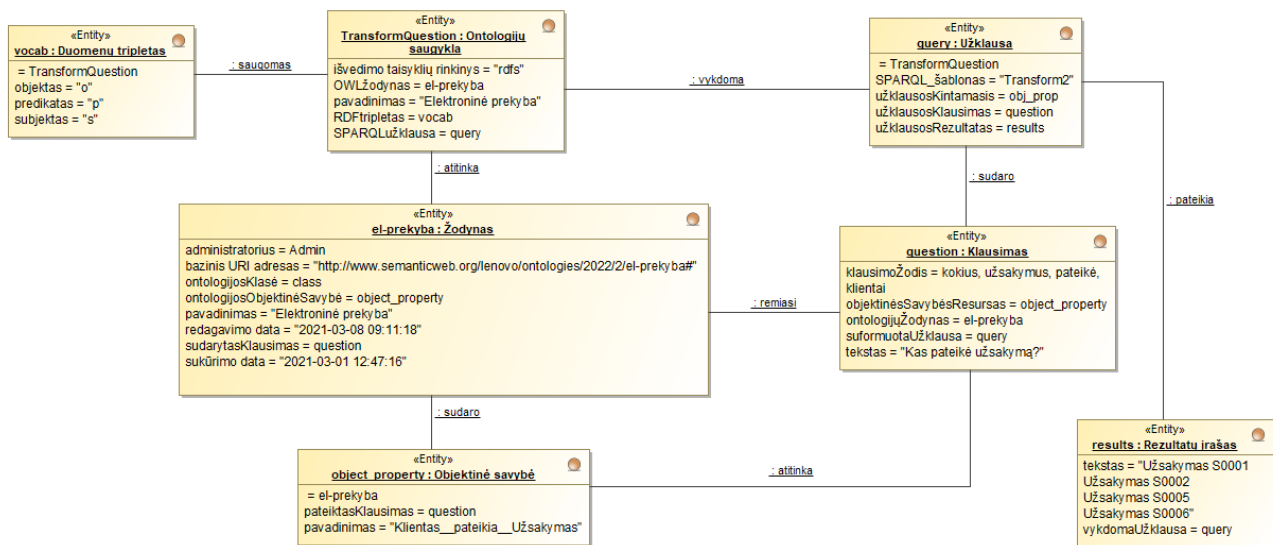 «Entity»
vocab : Duomenų tripletas
= TransformQuestion
objektas = "o"
predikatas = "p"
subjektas = "s"
: saugomas
«Entity»
TransformQuestion : Ontologijų
saugykla
išvedimo taisyklių rinkinys = "rdfs"
OWLžodynas = el-prekyba
pavadinimas = "Elektroninė prekyba"
RDFtripletas = vocab
SPARQLužklausa = query
: vykdoma
«Entity»
query : Užklausa
= TransformQuestion
SPARQL_šablonas = "Transform2"
užklausosKintamasis = obj_prop
užklausosKlausimas = question
užklausosRezultatas = results
: atitinka
: sudaro
: pateikia
«Entity»
el-prekyba : Žodynas
administratorius = Admin
bazinis URI adresas = "http://www.semanticweb.org/lenovo/ontologies/2022/2/el-prekyba#"
ontologijosKlasė = class
ontologijosObjektinėSavybė = object_property
pavadinimas = "Elektroninė prekyba"
redagavimo data = "2021-03-08 09:11:18"
sudarytasKlausimas = question
sukūrimo data = "2021-03-01 12:47:16"
: remiasi
«Entity»
question : Klausimas
klausimoŽodis = kokius, užsakymus, pateikė,
klientai
objektinėsSavybėsResursas = object_property
ontologijųŽodynas = el-prekyba
suformuotaUžklausa = query
tekstas = "Kas pateikė užsakymą?"
: sudaro
«Entity»
object_property : Objektinė savybė
= el-prekyba
pateiktasKlausimas = question
pavadinimas = "Klientas__pateikia__Užsakymas"
: atitinka
«Entity»
results : Rezultatų įrašas
tekstas = "Užsakymas S0001
Užsakymas S0002
Užsakymas S0005
Užsakymas S0006"
vykdomaUžklausa = query